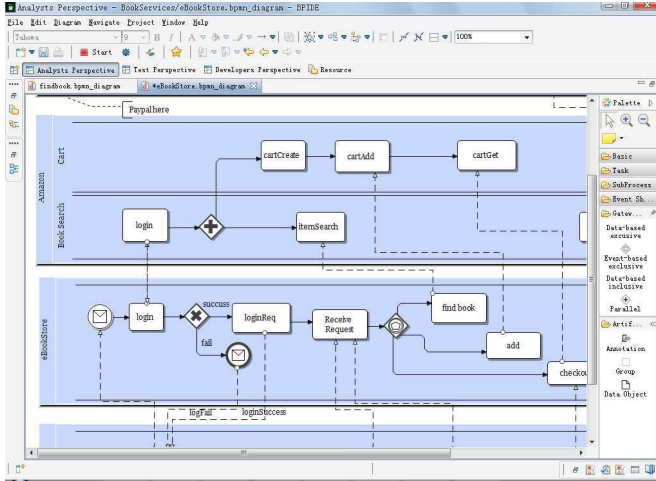 Analysts Perspective - BookServices/eBookStore.bpmn_diagram - BPIDE
File Edit Diagram Navigate Project Window Help
Tahoma 9 B I A 100%
Start
Analysts Perspective Test Perspective Developers Perspective Resource
findbook.bpmn_diagram *eBookStore.bpmn_diagram
Palette
Paypalhere
Amazon
Cart
cartCreate
cartAdd
cartGet
Book Search
login
itemSearch
eBookStore
login
succuss
fail
loginReq
Receive
Request
find book
add
checkou
logFail
loginSuccess
Basic
Task
SubProcess
Event Sh...
Gatew...
Data-based
excusive
Event-based
exclusive
Data-based
inclusive
Parallel
Artif...
Annotation
Group
Data Object